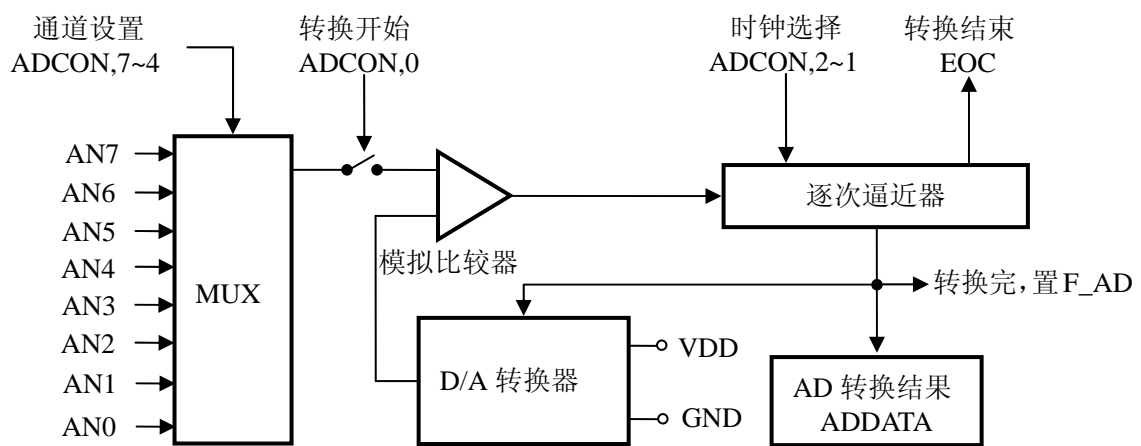 通道设置
ADCON,7~4
转换开始
ADCON,0
时钟选择
ADCON,2~1
转换结束
EOC
AN7
AN6
AN5
AN4
AN3
AN2
AN1
AN0
MUX
模拟比较器
逐次逼近器
转换完，置F_AD
D/A 转换器
VDD
GND
AD 转换结果
ADDATA